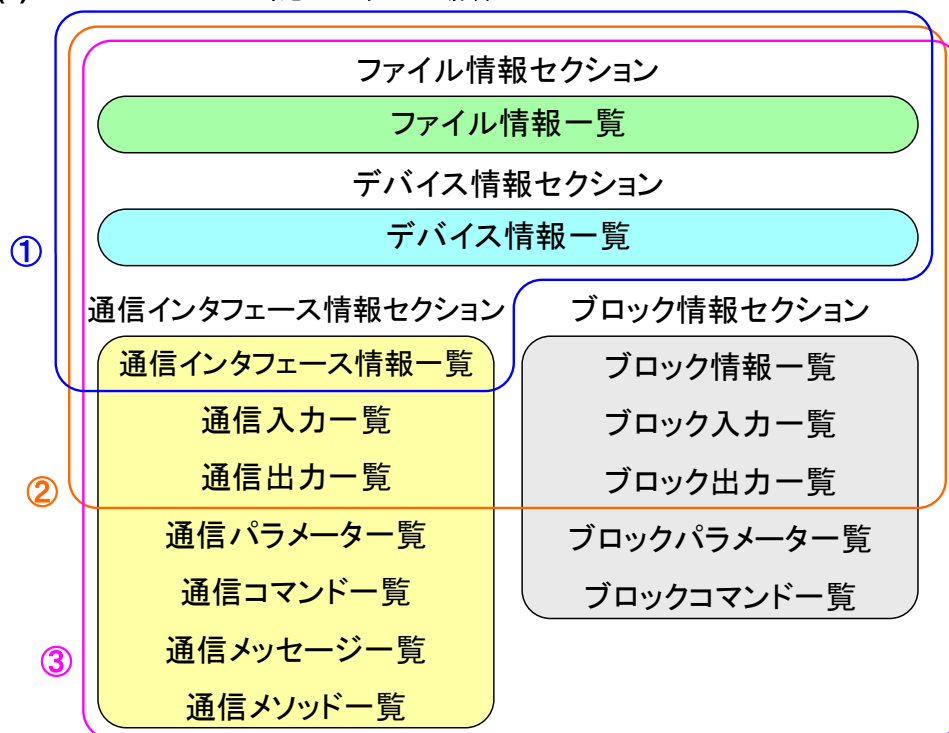 ファイル情報セクション
ファイル情報一覧
デバイス情報セクション
デバイス情報一覧
①
通信インタフェース情報セクション
通信インタフェース情報一覧
通信入力一覧
通信出力一覧
通信パラメーター覧
通信コマンド一覧
通信メッセージ一覧
通信メソッド一覧
ブロック情報セクション
ブロック情報一覧
ブロック入力一覧
ブロック出力一覧
ブロックパラメーター覧
ブロックコマンド一覧
②
③